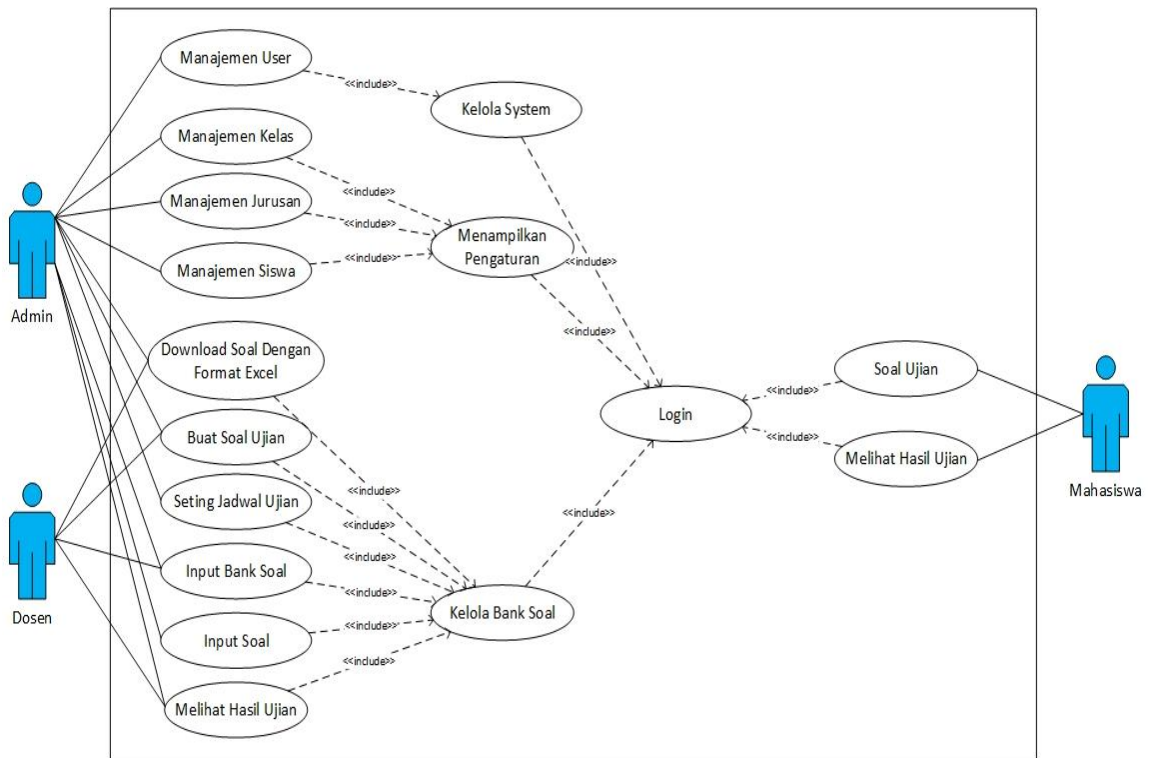 Manajemen User
<<include>>
Kelola System
Manajemen Kelas
<<include>>
Manajemen Jurusan
<<include>>
Menampilkan
Pengaturan
<<include>>
Manajemen Siswa
<<include>>
Admin
<<include>>
Download Soal Dengan
Format Excel
Soal Ujian
<<include>>
Login
Mahasiswa
<<include>>
Melihat Hasil Ujian
Buat Soal Ujian
<<include>>
Seting Jadwal Ujian
<<include>>
<<include>>
<<include>>
Input Bank Soal
<<include>>
Dosen
Kelola Bank Soal
Input Soal
<<include>>
<<include>>
Melihat Hasil Ujian